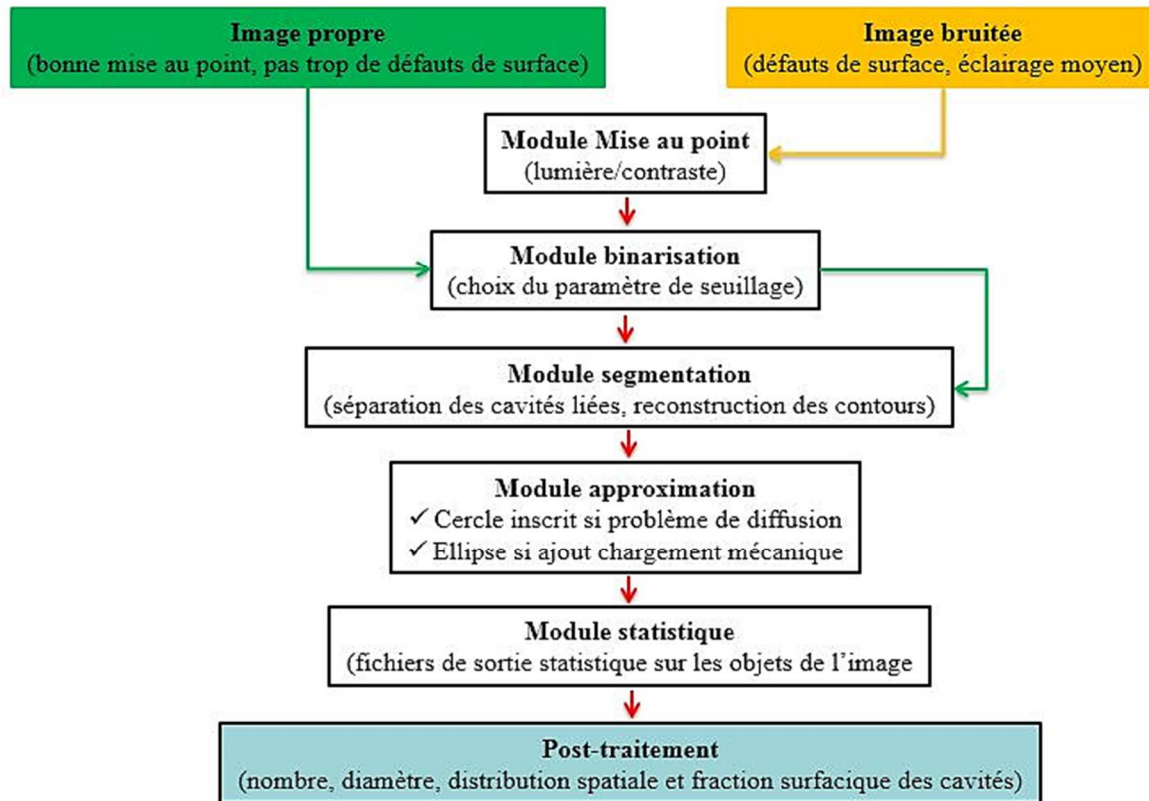 Image propre
(bonne mise au point, pas trop de défauts de surface)
Image bruitée
(défauts de surface, éclairage moyen)
Module Mise au point
(lumière/contraste)
Module binarisation
(choix du paramètre de seuillage)
Module segmentation
(séparation des cavités liées, reconstruction des contours)
Module approximation
✓ Cercle inscrit si problème de diffusion
✓ Ellipse si ajout chargement mécanique
Module statistique
(fichiers de sortie statistique sur les objets de l’image
Post-traitement
(nombre, diamètre, distribution spatiale et fraction surfacique des cavités)